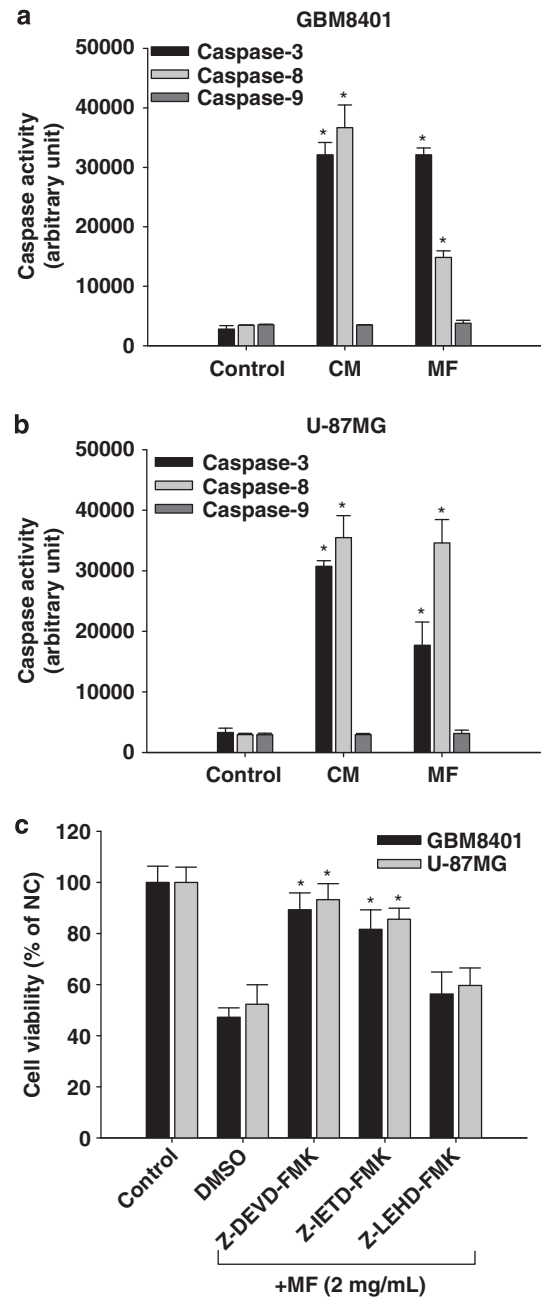 a
GBM8401
50000
40000
30000
20000
10000
0
Caspase activity
(arbitrary unit)
Caspase-3
Caspase-8
Caspase-9
* * * *
Control CM MF
b
U-87MG
50000
40000
30000
20000
10000
0
Caspase activity
(arbitrary unit)
Caspase-3
Caspase-8
Caspase-9
* * * *
Control CM MF
c
120
100
80
60
40
20
0
Cell viability (% of NC)
GBM8401
U-87MG
* * * *
Control
DMSO
Z-DEVD-FMK
Z-IETD-FMK
Z-LEHD-FMK
+MF (2 mg/mL)